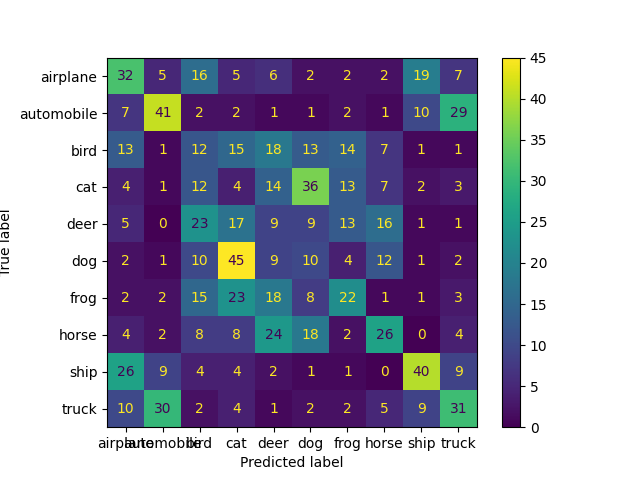 airplane 32 5 16 5 6 2 2 2 19 7
automobile 7 41 2 2 1 1 2 1 10 29
bird 13 1 12 15 18 13 14 7 1 1
cat 4 1 12 4 14 36 13 7 2 3
deer 5 0 23 17 9 9 13 16 1 1
dog 2 1 10 45 9 10 4 12 1 2
frog 2 2 15 23 18 8 22 1 1 3
horse 4 2 8 8 24 18 2 26 0 4
ship 26 9 4 4 2 1 1 0 40 9
truck 10 30 2 4 1 2 2 5 9 31
airplane automobile bird cat deer dog frog horse ship truck
Predicted label
True label
45
40
35
30
25
20
15
10
5
0